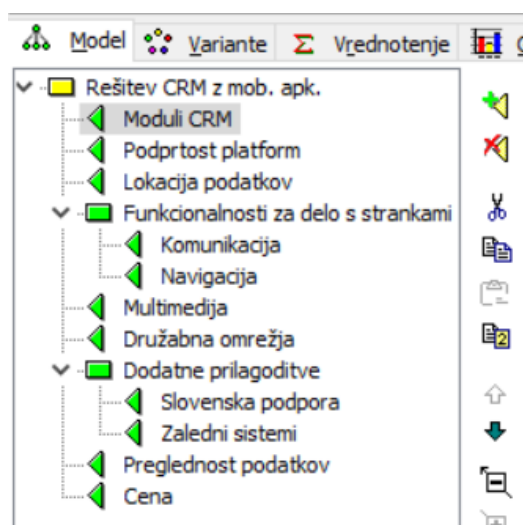 Model Variante Vrednotenje
Rešitev CRM z mob. apk.
Moduli CRM
Podprtost platform
Lokacija podatkov
Funkcionalnosti za delo s strankami
Komunikacija
Navigacija
Multimedija
Družabna omrežja
Dodatne prilagoditve
Slovenska podpora
Zaledni sistemi
Preglednost podatkov
Cena